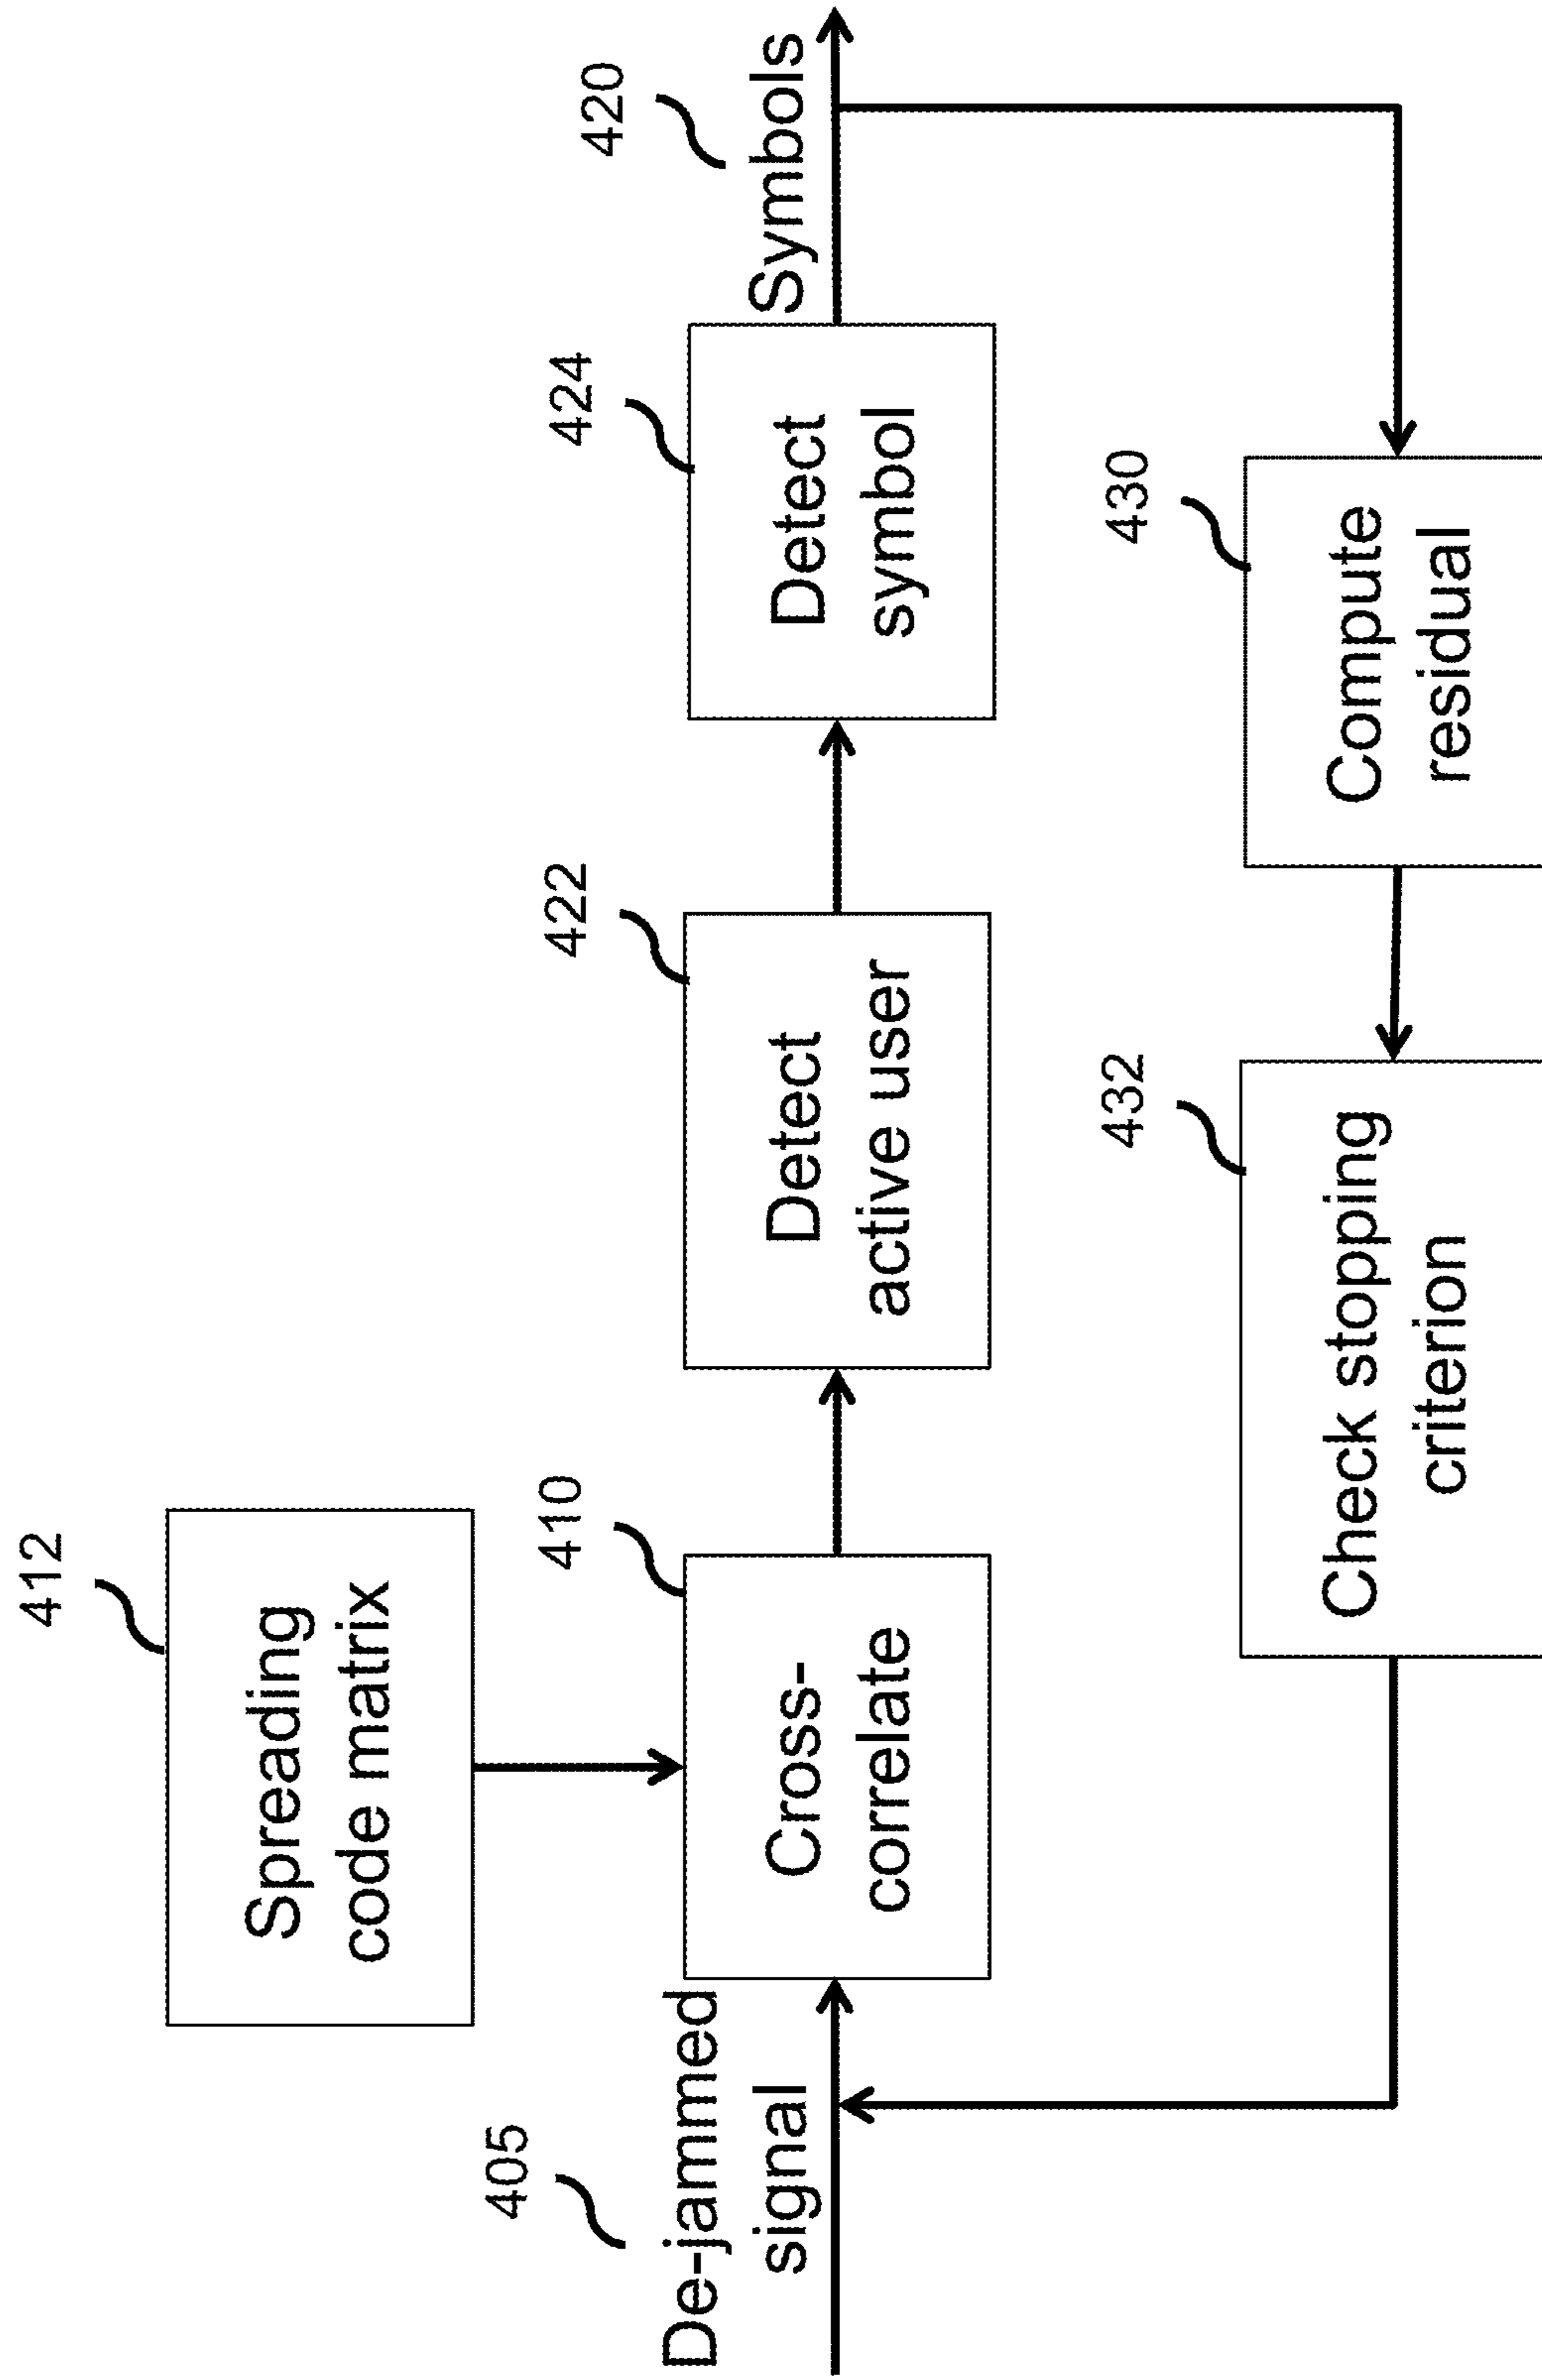 412
Spreading
code matrix
405
De-jammed
signal
410
Cross-
correlate
422
Detect
active user
424
Detect
symbol
420
Symbols
432
Check stopping
criterion
430
Compute
residual